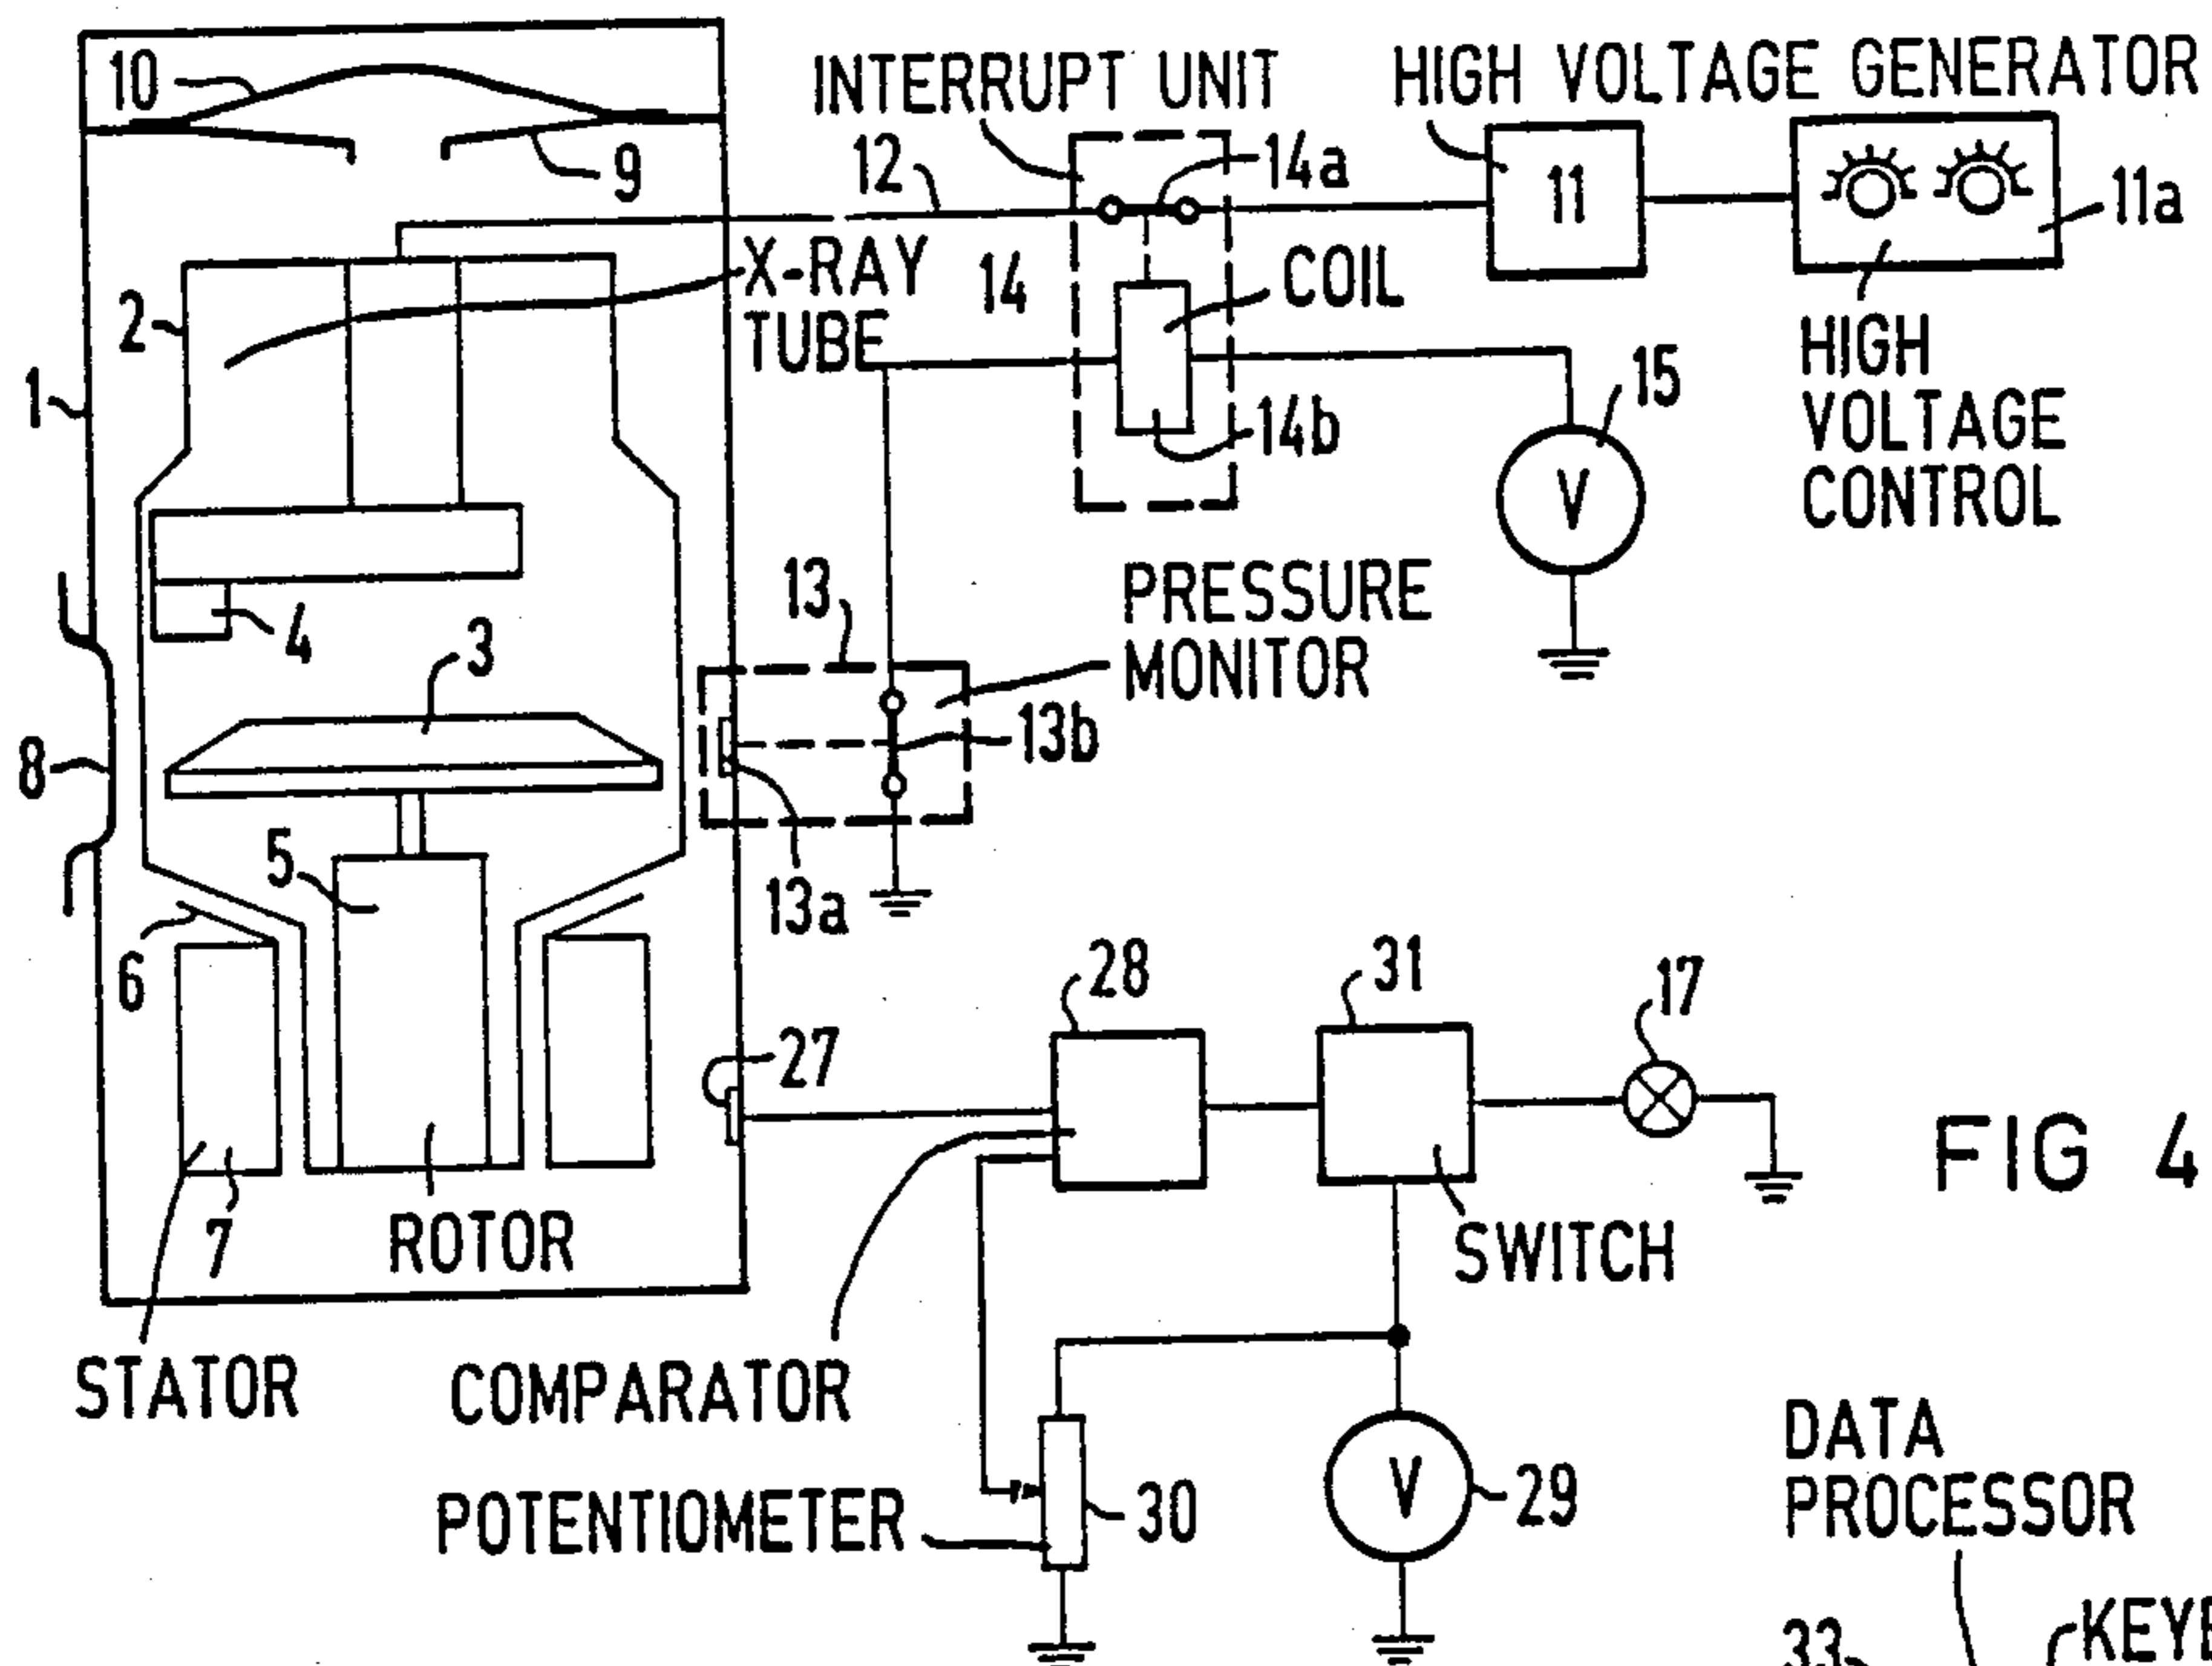 10
INTERRUPT UNIT
HIGH VOLTAGE GENERATOR
9
12
14a
11
11a
2
X-RAY
TUBE
14
COIL
HIGH
VOLTAGE
CONTROL
1
14b
15
V
4
3
13
PRESSURE
MONITOR
8
13b
5
13a
6
28
31
17
27
FIG 4
7
ROTOR
SWITCH
STATOR
COMPARATOR
DATA
PROCESSOR
POTENTIOMETER
30
V
29
33